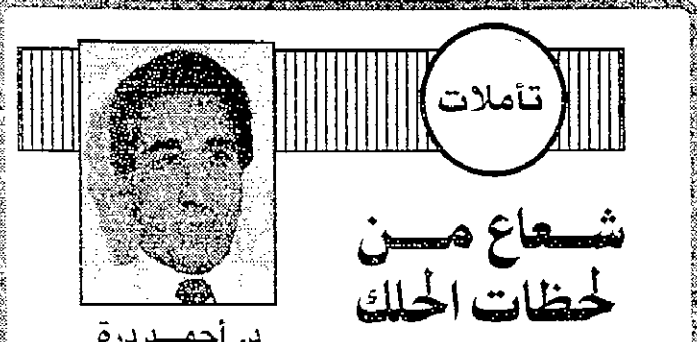 تأملات
شعاع من
لحظات الحلك
د. أحمد درة